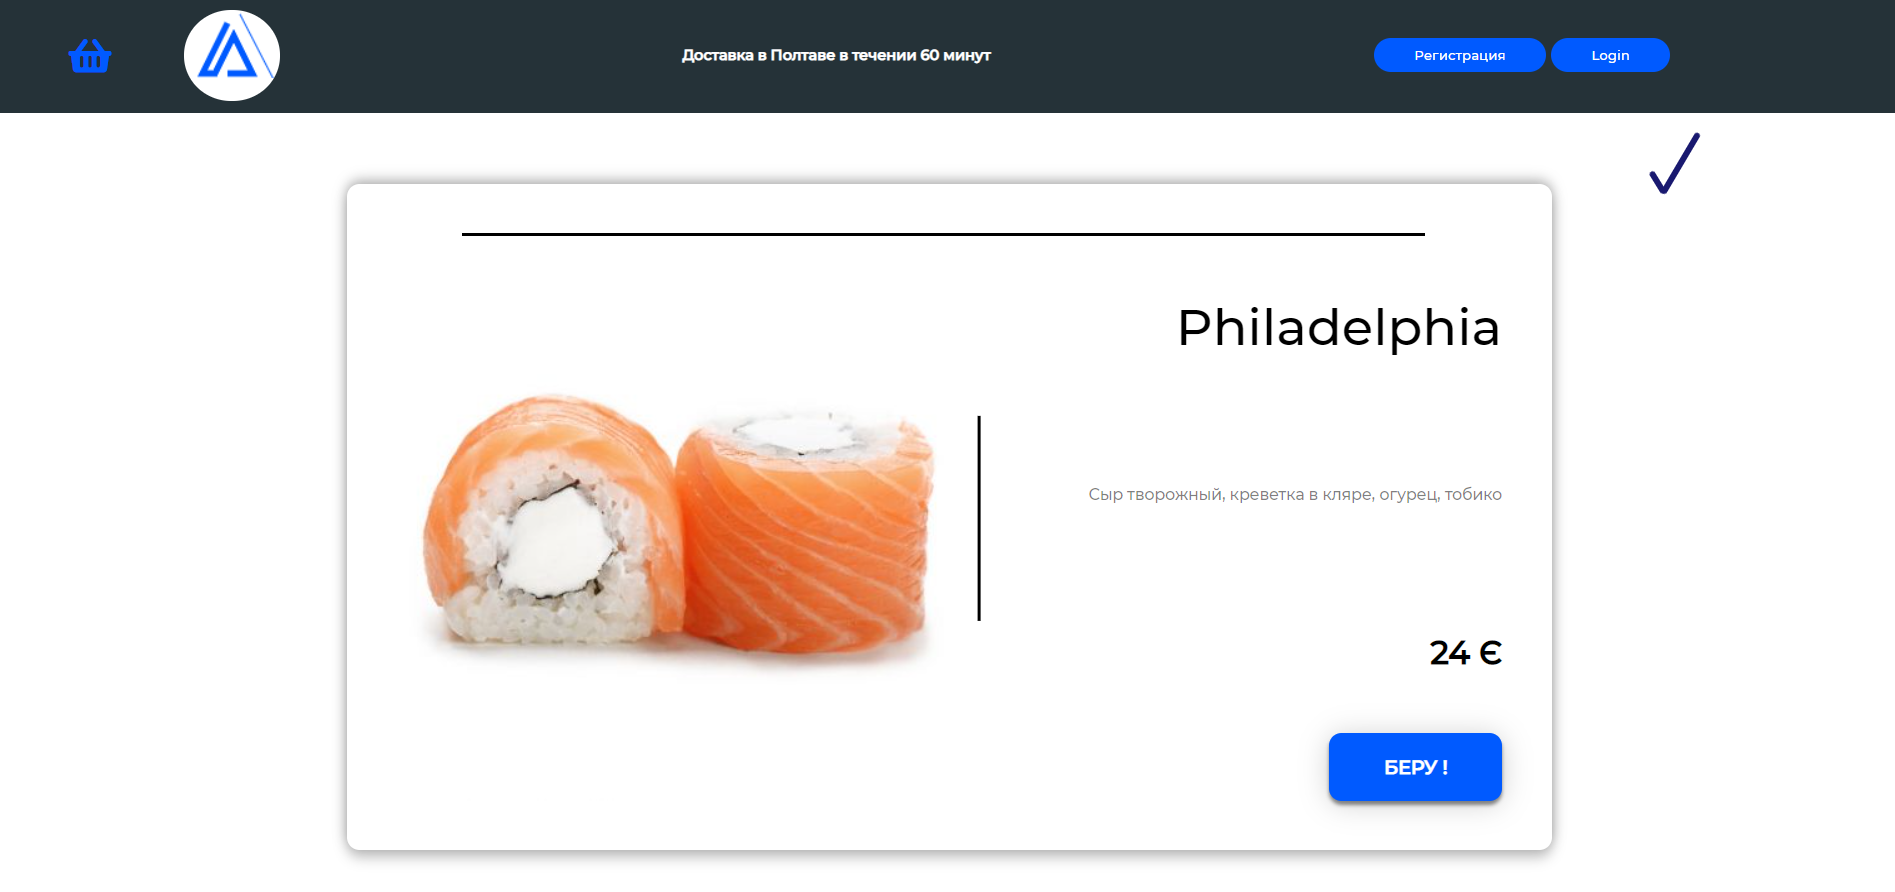 Доставка в Полтаве в течении 60 минут
Регистрация
Login
Philadelphia
Сыр творожный, креветка в кляре, огурец, тобико
24 Є
БЕРУ !